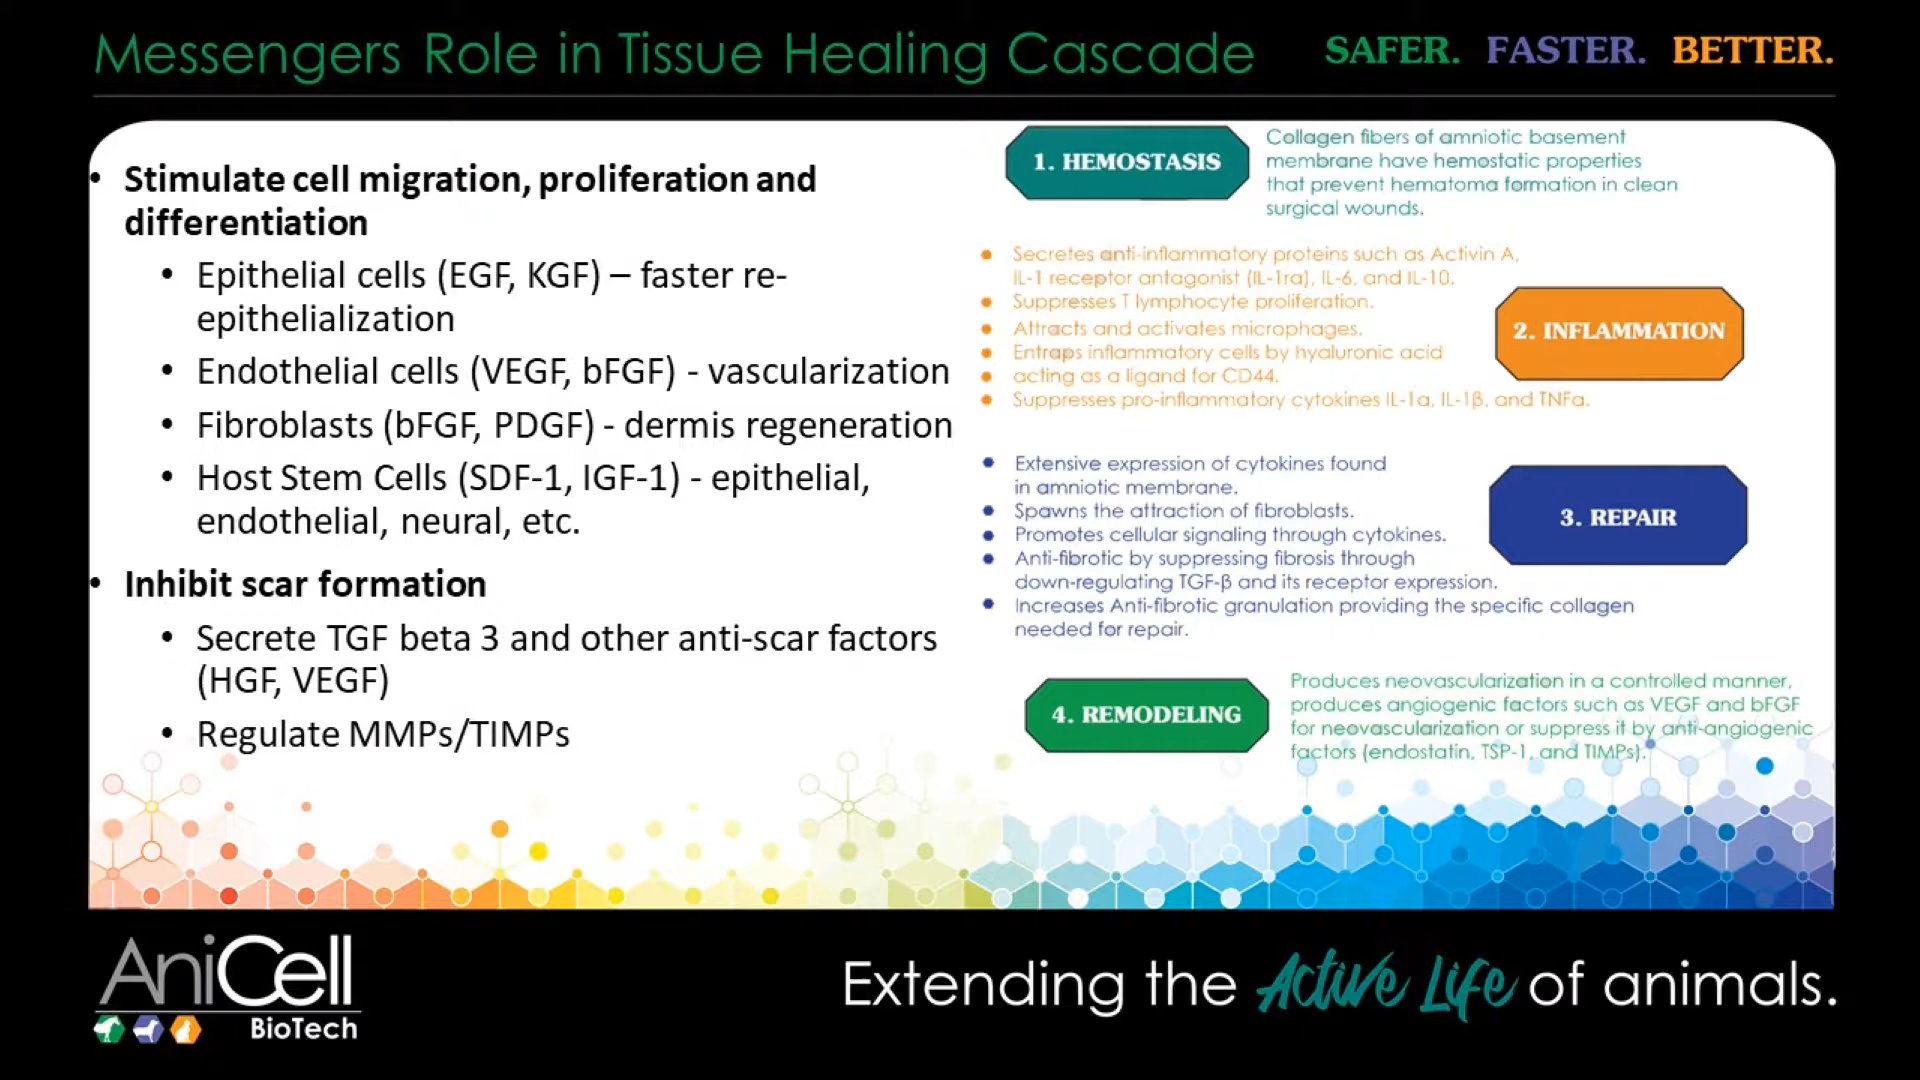 Messengers Role in Tissue Healing Cascade
SAFER. FASTER. BETTER.
• Stimulate cell migration, proliferation and
differentiation
• Epithelial cells (EGF, KGF) – faster re-
epithelialization
• Endothelial cells (VEGF, bFGF) - vascularization
• Fibroblasts (bFGF, PDGF) - dermis regeneration
• Host Stem Cells (SDF-1, IGF-1) - epithelial,
endothelial, neural, etc.
• Inhibit scar formation
• Secrete TGF beta 3 and other anti-scar factors
(HGF, VEGF)
• Regulate MMPs/TIMPs
1. HEMOSTASIS
Collagen fibers of amniotic basement
membrane have hemostatic properties
that prevent hematoma formation in clean
surgical wounds.
• Secretes anti-inflammatory proteins such as Activin A,
IL-1 receptor antagonist (IL-1ra), IL-6, and IL-10.
• Suppresses T lymphocyte proliferation.
• Attracts and activates microphages.
• Entraps inflammatory cells by hyaluronic acid
• acting as a ligand for CD44.
• Suppresses pro-inflammatory cytokines IL-1a, IL-1β, and TNFa.
2. INFLAMMATION
• Extensive expression of cytokines found
in amniotic membrane.
• Spawns the attraction of fibroblasts.
• Promotes cellular signaling through cytokines.
• Anti-fibrotic by suppressing fibrosis through
down-regulating TGF-β and its receptor expression.
• Increases Anti-fibrotic granulation providing the specific collagen
needed for repair.
3. REPAIR
4. REMODELING
Produces neovascularization in a controlled manner,
produces angiogenic factors such as VEGF and bFGF
for neovascularization or suppress it by anti-angiogenic
factors (endostatin, TSP-1, and TIMPs).
AniCell
BioTech
Extending the Active Life of animals.